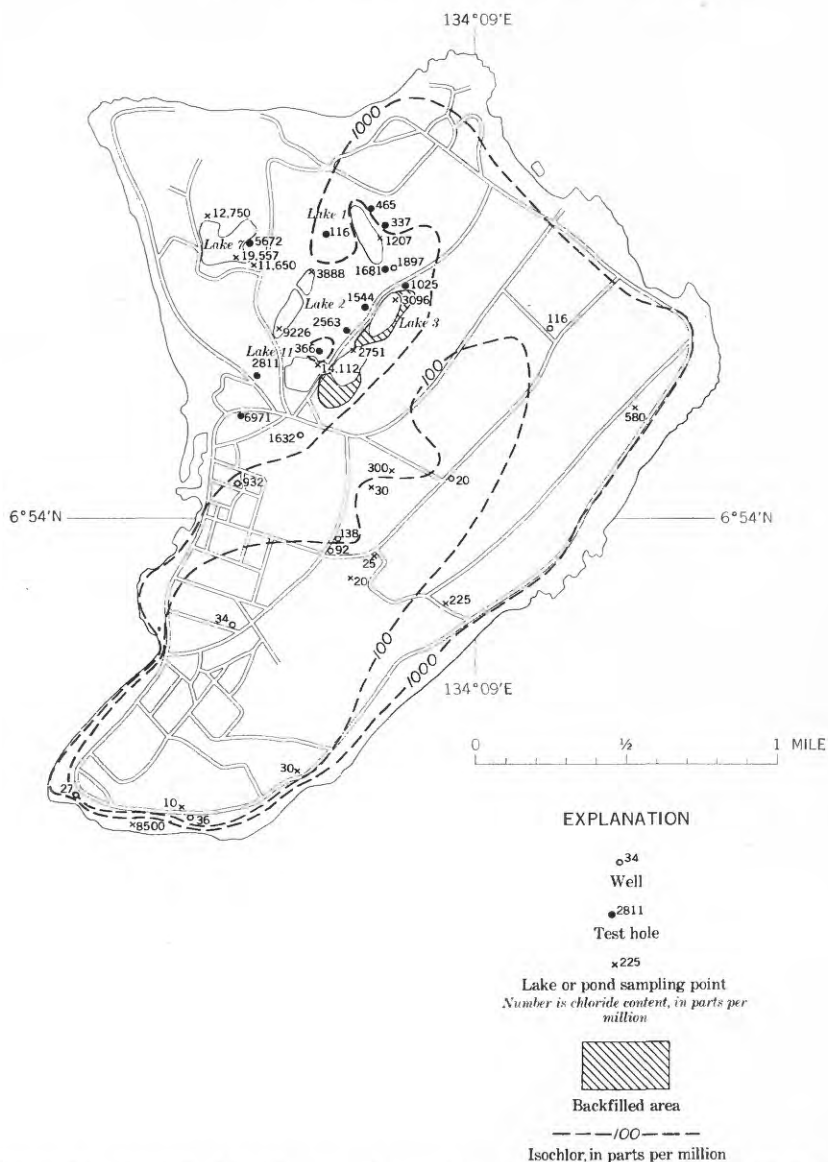 134°09'E
1000
465
12,750
Lake 1
337
116
1207
5672
Lake 7
19,557
11,650
1897
1681
3888
1025
1544
3096
Lake 2
2563
Lake 3
116
9226
Lake 11
366
2751
2811
14,112
100
580
6971
1632
300
20
932
30
6°54'N
6°54'N
138
92
25
20
225
34
100
1000
134°09'E
0 ½ 1 MILE
30
27
10
36
8500
EXPLANATION
34
Well
2811
Test hole
225
Lake or pond sampling point
Number is chloride content, in parts per
million
Backfilled area
100
Isochlor, in parts per million